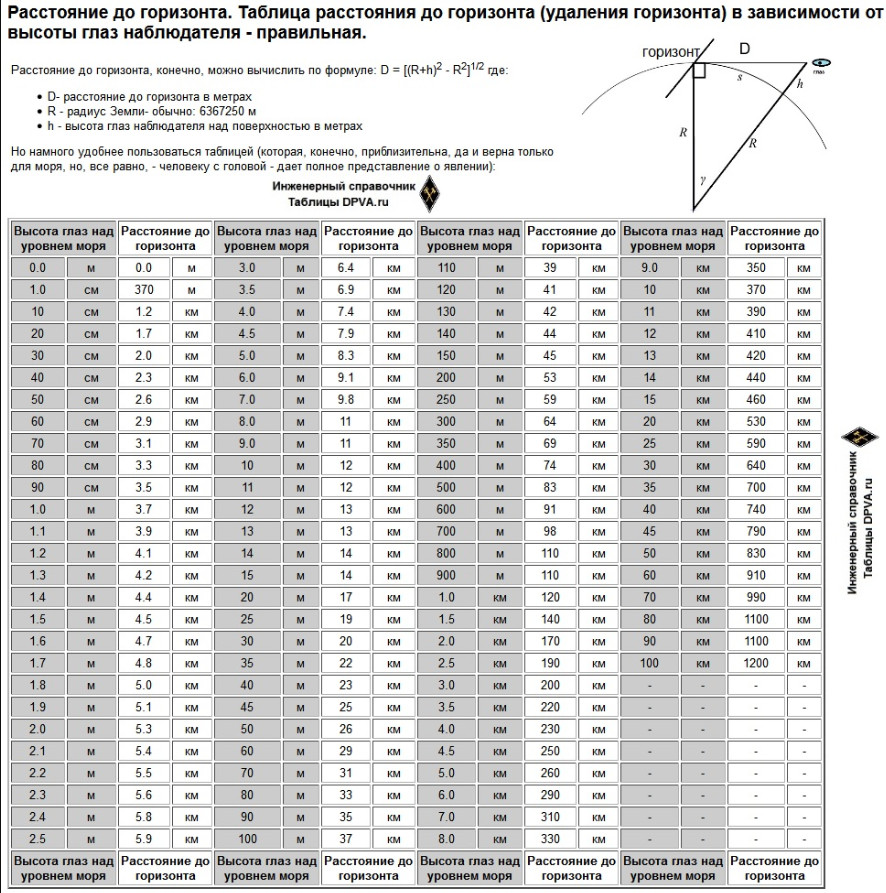 Расстояние до горизонта. Таблица расстояния до горизонта (удаления горизонта) в зависимости от
высоты глаз наблюдателя - правильная.
Расстояние до горизонта, конечно, можно вычислить по формуле: D = [(R+h)2 - R2]1/2 где:
• D- расстояние до горизонта в метрах
• R - радиус Земли- обычно: 6367250 м
• h - высота глаз наблюдателя над поверхностью в метрах
Но намного удобнее пользоваться таблицей (которая, конечно, приблизительна, да и верна только
для моря, но, все равно, - человеку с головой - дает полное представление о явлении):
Инженерный справочник
Таблицы DPVA.ru
горизонт D
глаз
s
h
R
R
γ
Высота глаз над Расстояние до Высота глаз над Расстояние до Высота глаз над Расстояние до Высота глаз над Расстояние до
уровнем моря горизонта уровнем моря горизонта уровнем моря горизонта уровнем моря горизонта
0.0 м 0.0 м 3.0 м 6.4 км 110 м 39 км 9.0 км 350 км
1.0 см 370 м 3.5 м 6.9 км 120 м 41 км 10 км 370 км
10 см 1.2 км 4.0 м 7.4 км 130 м 42 км 11 км 390 км
20 см 1.7 км 4.5 м 7.9 км 140 м 44 км 12 км 410 км
30 см 2.0 км 5.0 м 8.3 км 150 м 45 км 13 км 420 км
40 см 2.3 км 6.0 м 9.1 км 200 м 53 км 14 км 440 км
50 см 2.6 км 7.0 м 9.8 км 250 м 59 км 15 км 460 км
60 см 2.9 км 8.0 м 11 км 300 м 64 км 20 км 530 км
70 см 3.1 км 9.0 м 11 км 350 м 69 км 25 км 590 км
80 см 3.3 км 10 м 12 км 400 м 74 км 30 км 640 км
90 см 3.5 км 11 м 12 км 500 м 83 км 35 км 700 км
1.0 м 3.7 км 12 м 13 км 600 м 91 км 40 км 740 км
1.1 м 3.9 км 13 м 13 км 700 м 98 км 45 км 790 км
1.2 м 4.1 км 14 м 14 км 800 м 110 км 50 км 830 км
1.3 м 4.2 км 15 м 14 км 900 м 110 км 60 км 910 км
1.4 м 4.4 км 20 м 17 км 1.0 км 120 км 70 км 990 км
1.5 м 4.5 км 25 м 19 км 1.5 км 140 км 80 км 1100 км
1.6 м 4.7 км 30 м 20 км 2.0 км 170 км 90 км 1100 км
1.7 м 4.8 км 35 м 22 км 2.5 км 190 км 100 км 1200 км
1.8 м 5.0 км 40 м 23 км 3.0 км 200 км - - - -
1.9 м 5.1 км 45 м 25 км 3.5 км 220 км - - - -
2.0 м 5.3 км 50 м 26 км 4.0 км 230 км - - - -
2.1 м 5.4 км 60 м 29 км 4.5 км 250 км - - - -
2.2 м 5.5 км 70 м 31 км 5.0 км 260 км - - - -
2.3 м 5.6 км 80 м 33 км 6.0 км 290 км - - - -
2.4 м 5.8 км 90 м 35 км 7.0 км 310 км - - - -
2.5 м 5.9 км 100 м 37 км 8.0 км 330 км - - - -
Высота глаз над Расстояние до Высота глаз над Расстояние до Высота глаз над Расстояние до Высота глаз над Расстояние до
уровнем моря горизонта уровнем моря горизонта уровнем моря горизонта уровнем моря горизонта
Инженерный справочник
Таблицы DPVA.ru